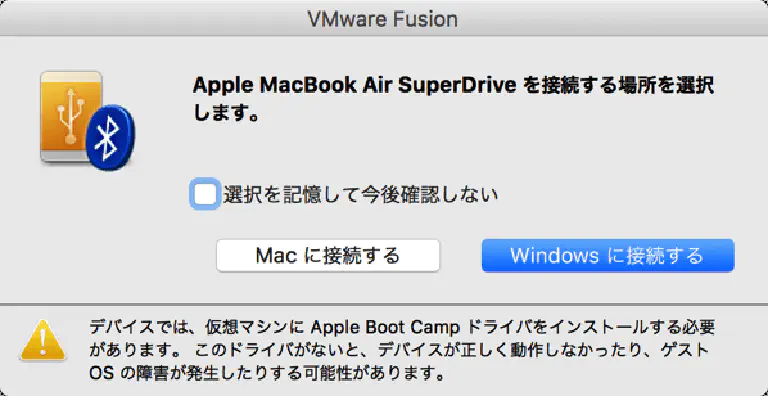 VMware Fusion
Apple MacBook Air SuperDrive を接続する場所を選択
します。
選択を記憶して今後確認しない
Mac に接続する
Windows に接続する
デバイスでは、仮想マシンに Apple Boot Camp ドライバをインストールする必要
があります。 このドライバがないと、デバイスが正しく動作しなかったり、ゲスト
OS の障害が発生したりする可能性があります。